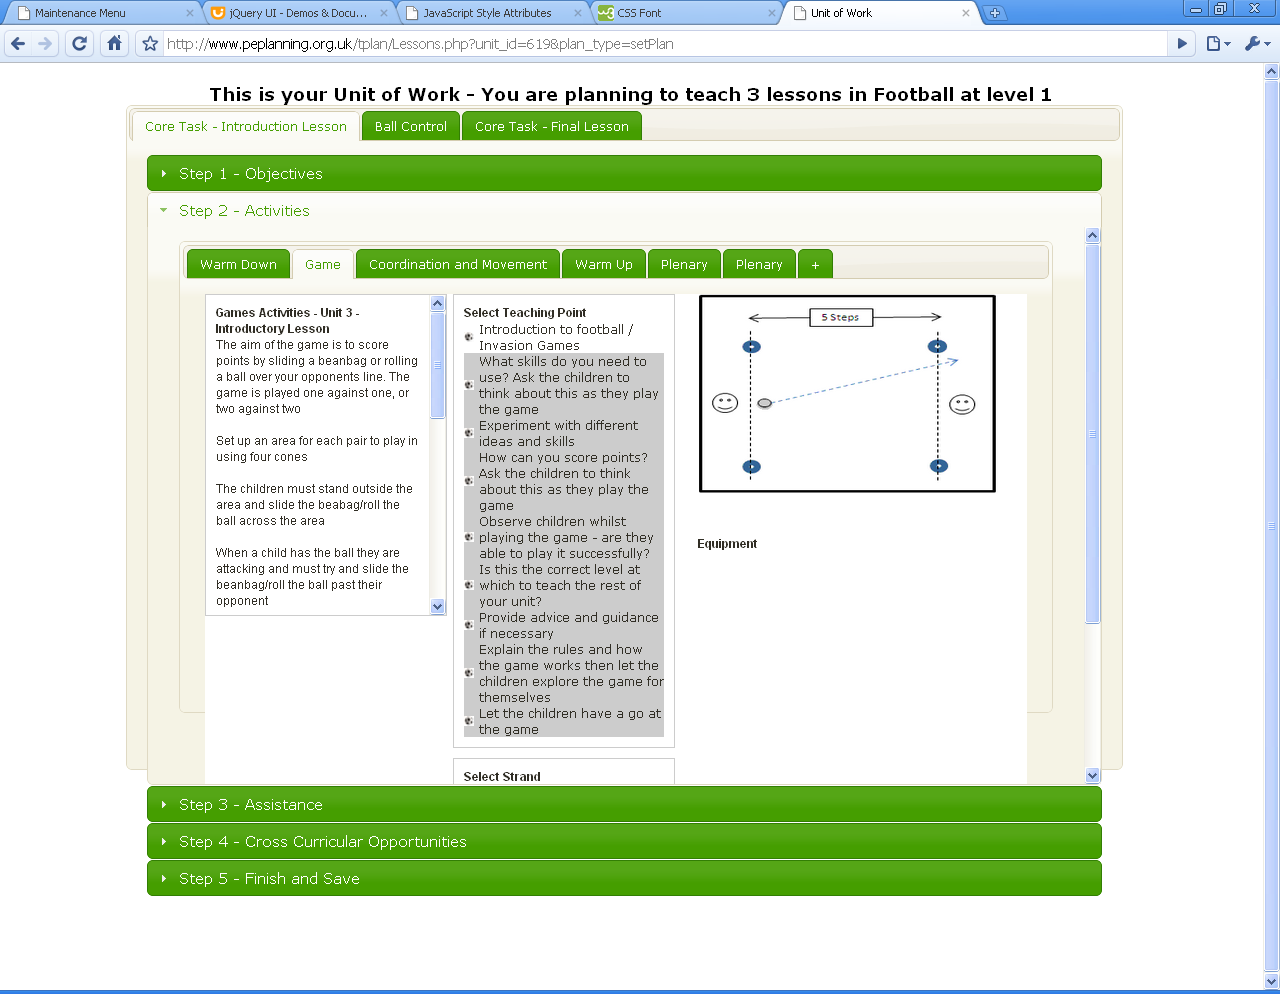 Maintenance Menu
jQuery UI - Demos & Docu...
JavaScript Style Attributes
CSS Font
Unit of Work
http://www.peplanning.org.uk/tplan/Lessons.php?unit_id=619&plan_type=setPlan
This is your Unit of Work - You are planning to teach 3 lessons in Football at level 1
Core Task - Introduction Lesson
Ball Control
Core Task - Final Lesson
Step 1 - Objectives
Step 2 - Activities
Warm Down
Game
Coordination and Movement
Warm Up
Plenary
Plenary
+
Games Activities - Unit 3 -
Introductory Lesson
The aim of the game is to score
points by sliding a beanbag or rolling
a ball over your opponents line. The
game is played one against one, or
two against two
Set up an area for each pair to play in
using four cones
The children must stand outside the
area and slide the beabag/roll the
ball across the area
When a child has the ball they are
attacking and must try and slide the
beanbag/roll the ball past their
opponent
Select Teaching Point
Introduction to football /
Invasion Games
What skills do you need to
use? Ask the children to
think about this as they play
the game
Experiment with different
ideas and skills
How can you score points?
Ask the children to think
about this as they play the
game
Observe children whilst
playing the game - are they
able to play it successfully?
Is this the correct level at
which to teach the rest of
your unit?
Provide advice and guidance
if necessary
Explain the rules and how
the game works then let the
children explore the game for
themselves
Let the children have a go at
the game
Select Strand
5 Steps
Equipment
Step 3 - Assistance
Step 4 - Cross Curricular Opportunities
Step 5 - Finish and Save